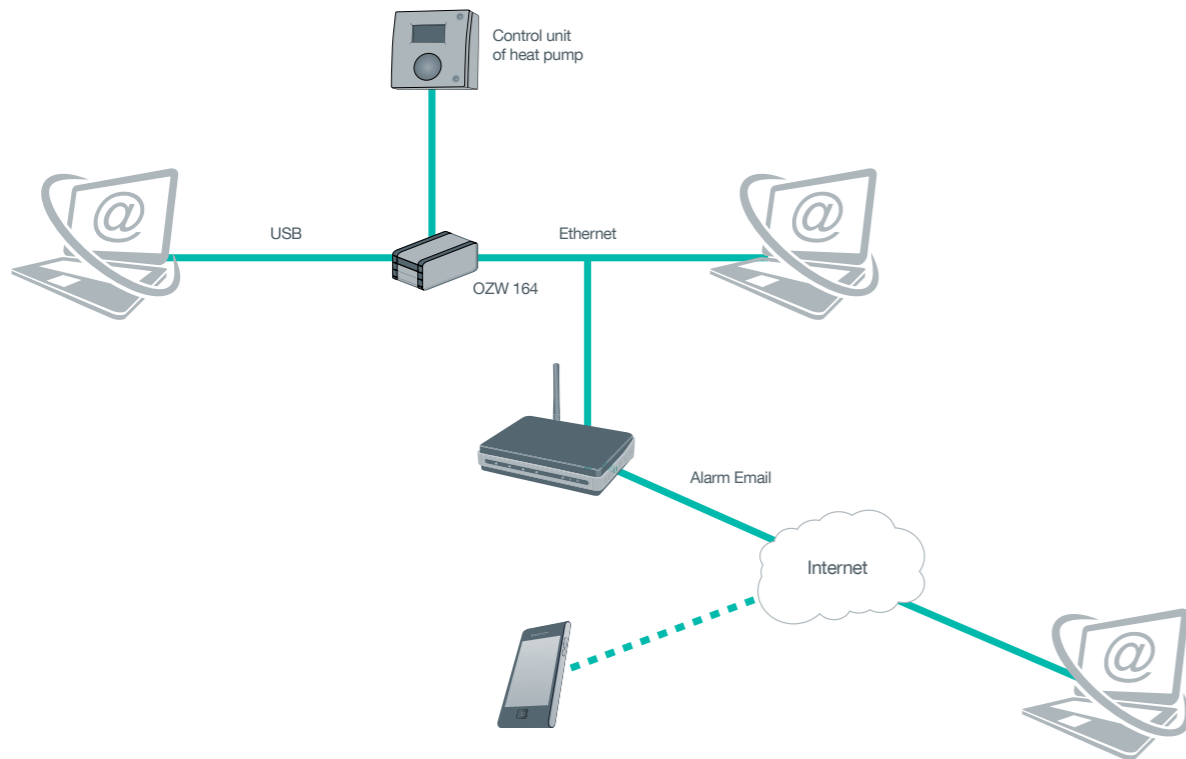 Control unit
of heat pump
@
@
USB
Ethernet
OZW 164
Alarm Email
Internet
@